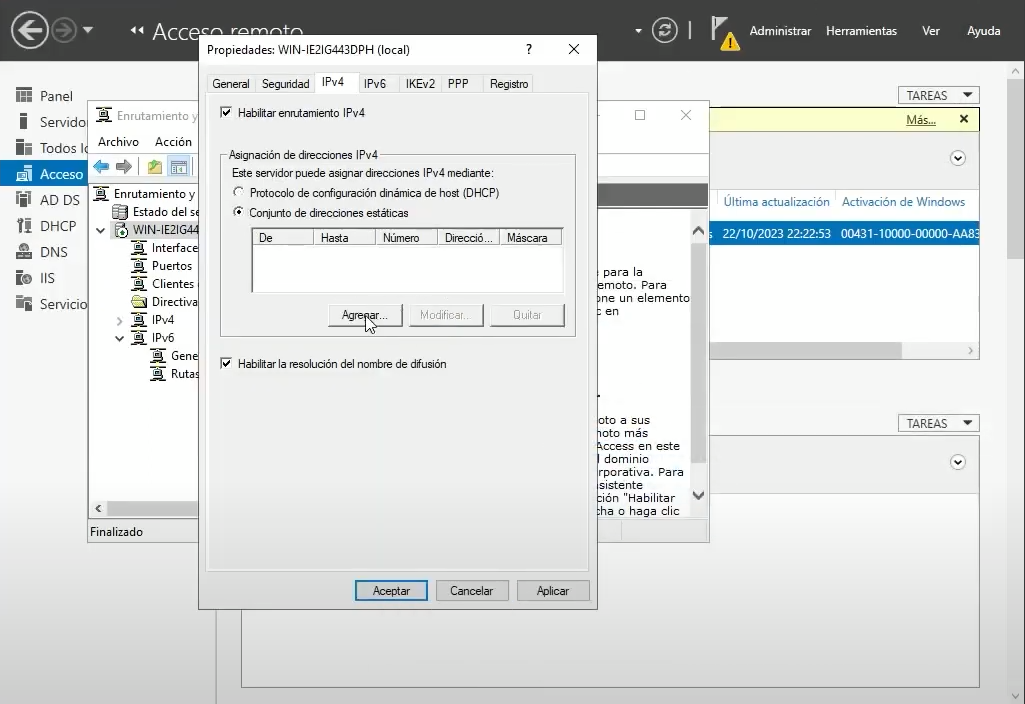 Acceso remoto
Administrar
Herramientas
Ver
Ayuda
Propiedades: WIN-IE2IG443DPH (local)
?
General
Seguridad
IPv4
IPv6
IKEv2
PPP
Registro
Habilitar enrutamiento IPv4
Asignación de direcciones IPv4
Este servidor puede asignar direcciones IPv4 mediante:
Protocolo de configuración dinámica de host (DHCP)
Conjunto de direcciones estáticas
De
Hasta
Número
Direcció...
Máscara
Agregar...
Modificar...
Quitar
Habilitar la resolución del nombre de difusión
Aceptar
Cancelar
Aplicar
Panel
Servido
Todos lo
Acceso
AD DS
DHCP
DNS
IIS
Servicio
Enrutamiento y
Archivo
Acción
Enrutamiento y
Estado del se
WIN-IE2IG44
Interface
Puertos
Clientes
Directiva
IPv4
IPv6
Gene
Rutas
Finalizado
para la
emoto. Para
one un elemento
c en
oto a sus
noto más
Access en este
l dominio
rporativa. Para
sistente
ción "Habilitar
cha o haga clic
TAREAS
Más...
Última actualización
Activación de Windows
s
22/10/2023 22:22:53
00431-10000-00000-AA83
TAREAS